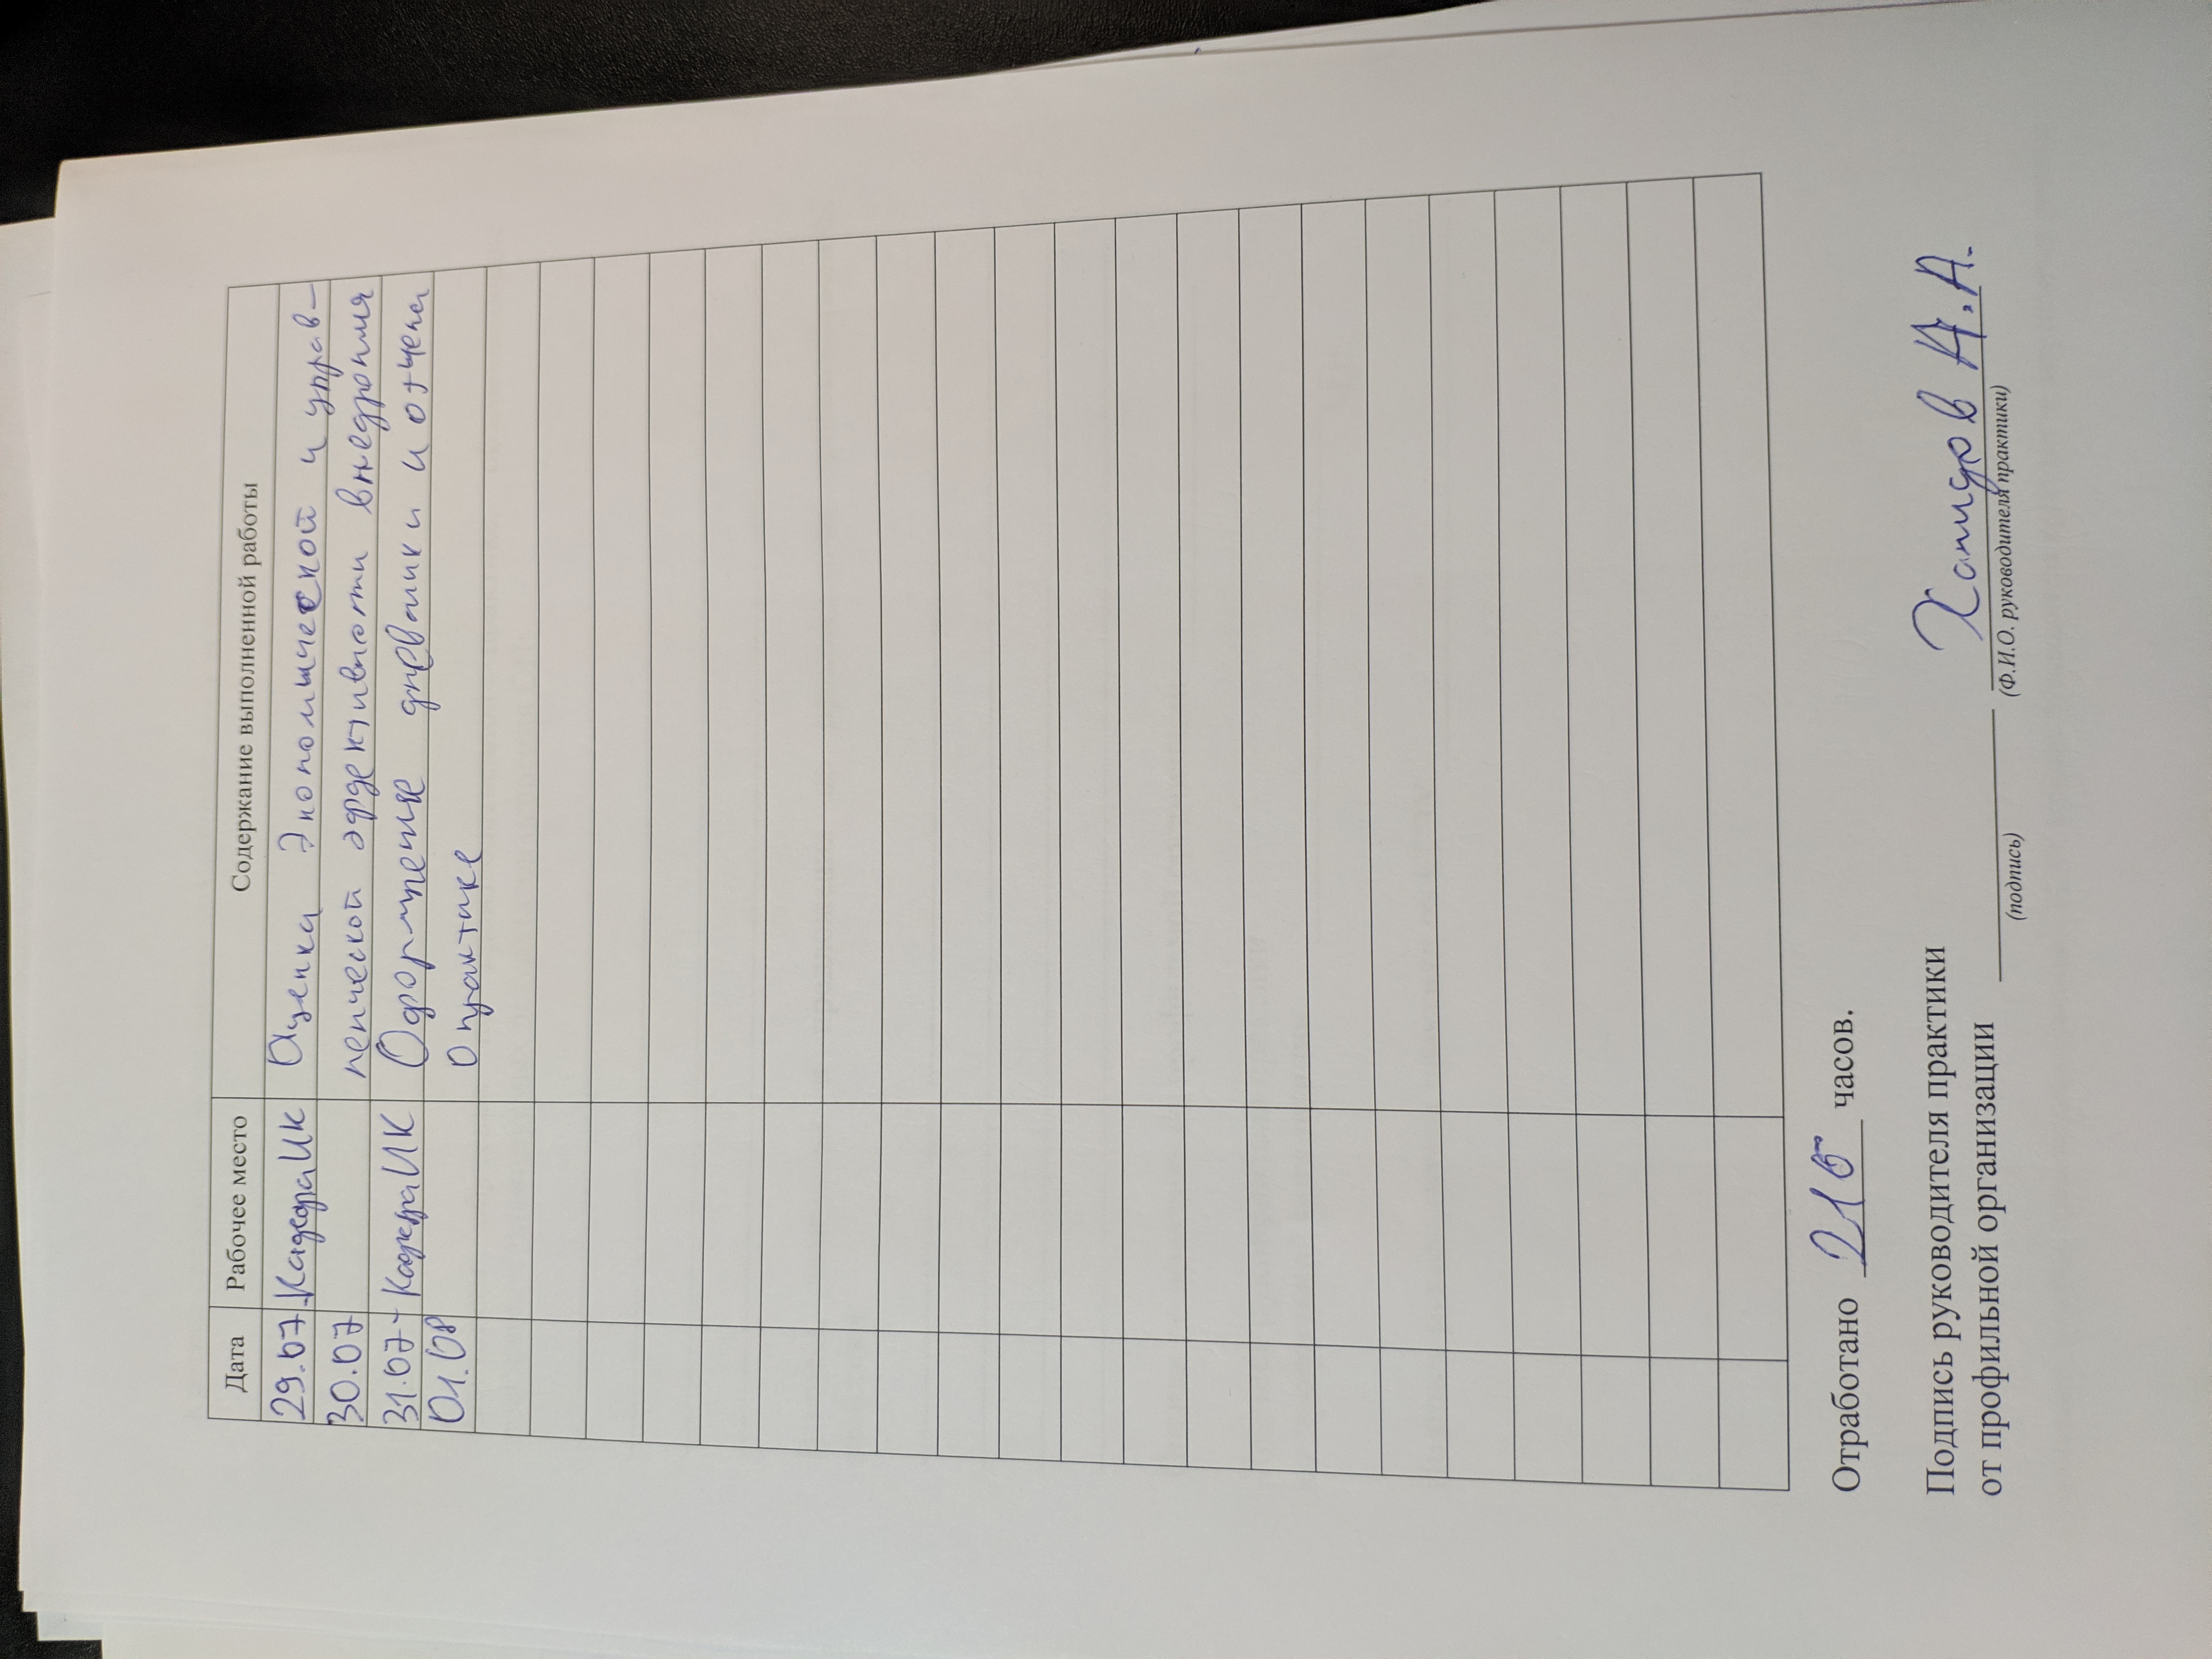 Дата Рабочее место Содержание выполненной работы
29.07 Кафедра ИК Оценка Экономической и управ-
30.07 ленческой эффективности внедрения
31.07- Кафедра ИК Оформление дневники и отчета
01.08 о практике
Отработано 216 часов.
Подпись руководителя практики
от профильной организации Хамидов А.А.
(подпись) (Ф.И.О. руководителя практики)